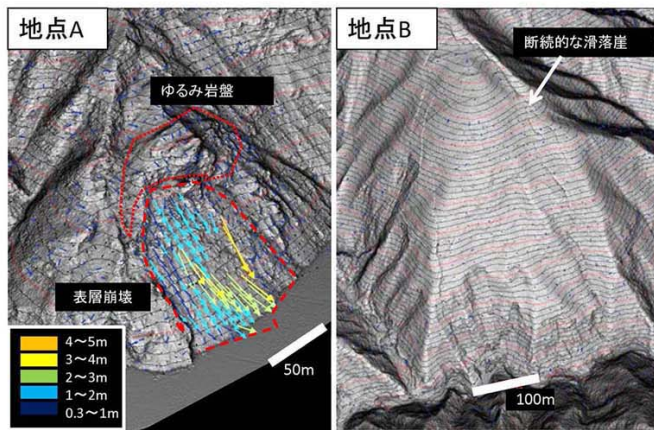 地点A
ゆるみ岩盤
表層崩壊
4～5m
3～4m
2～3m
1～2m
0.3～1m
50m
地点B
断続的な滑落崖
100m